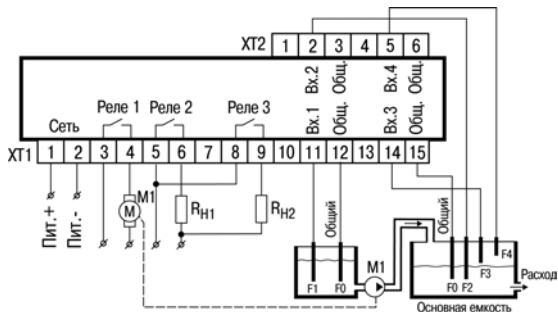 XT2
1 2 3 4 5 6
Вх.2
Общ.
Вх.4
Общ.
Реле 1
Реле 2
Реле 3
Вх.1
Общ.
Вх.3
Общ.
Сеть
XT1
1 2 3 4 5 6 7 8 9 10 11 12 13 14 15
Пит.+
Пит.-
M1
M
RН1
RН2
Общий
Общий
M1
F1
F0
F0
F2
F3
F4
Расход
Основная емкость